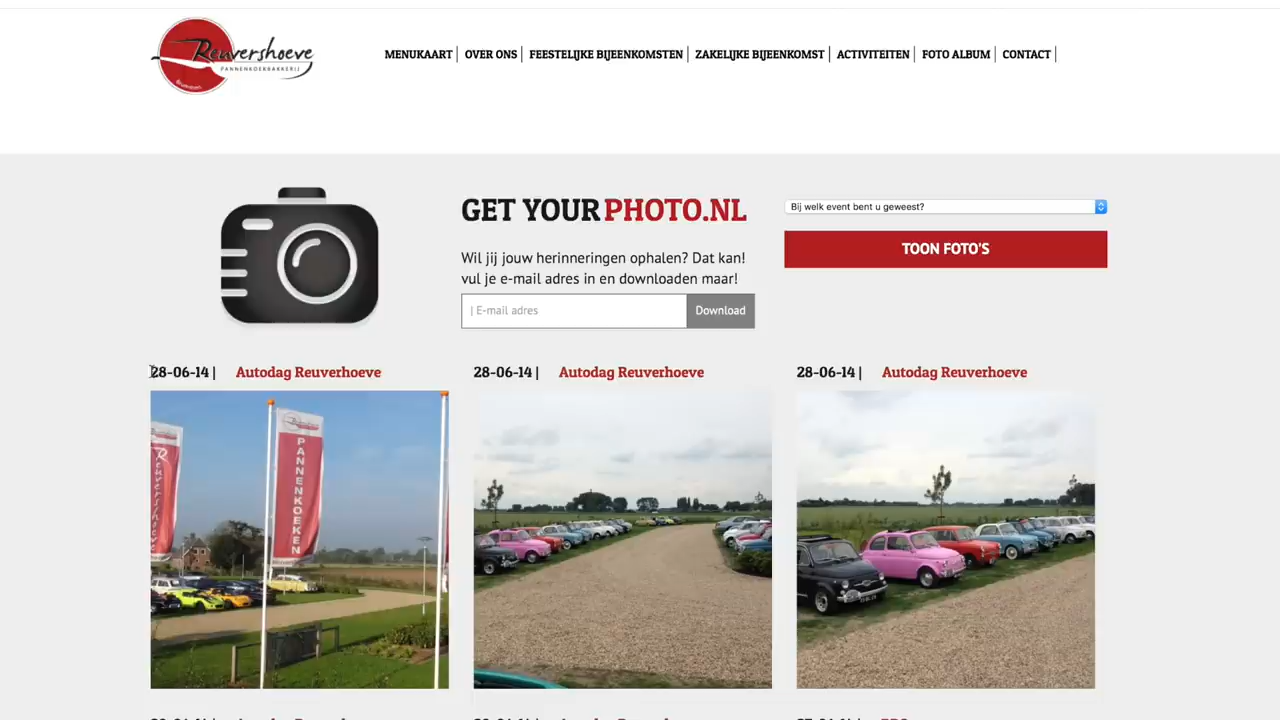 Reuvershoeve
PANNENKOEKBAKKERIJ
MENUKAART
OVER ONS
FEESTELIJKE BIJEENKOMSTEN
ZAKELIJKE BIJEENKOMST
ACTIVITEITEN
FOTO ALBUM
CONTACT
GET YOUR PHOTO.NL
Wil jij jouw herinneringen ophalen? Dat kan!
vul je e-mail adres in en downloaden maar!
| E-mail adres
Download
Bij welk event bent u geweest?
TOON FOTO'S
28-06-14 | Autodag Reuverhoeve
28-06-14 | Autodag Reuverhoeve
28-06-14 | Autodag Reuverhoeve
Reuvershoeve
PANNENKOEKEN